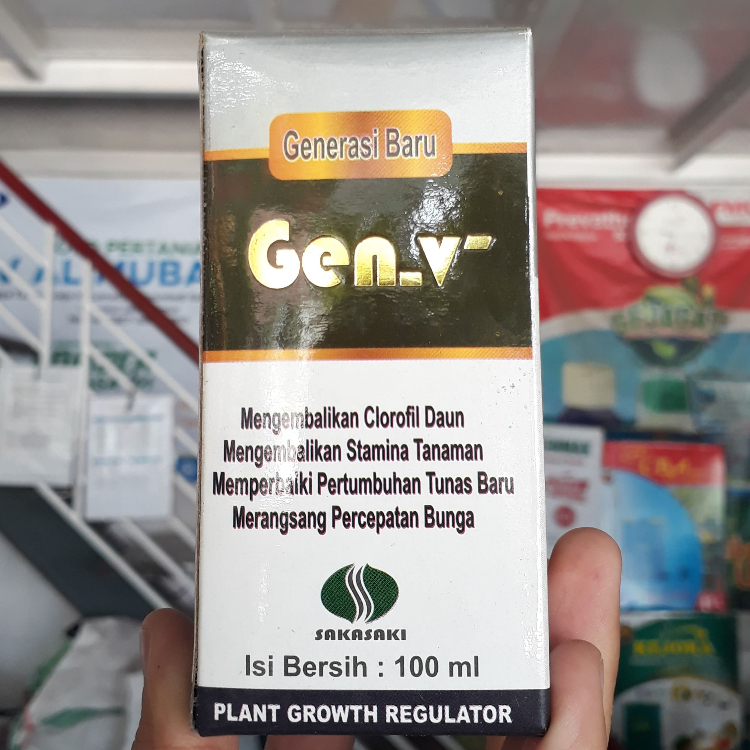 Generasi Baru
Gen-v-
Mengembalikan Clorofil Daun
Mengembalikan Stamina Tanaman
Memperbaiki Pertumbuhan Tunas Baru
Merangsang Percepatan Bunga
SAKASAKI
Isi Bersih : 100 ml
PLANT GROWTH REGULATOR